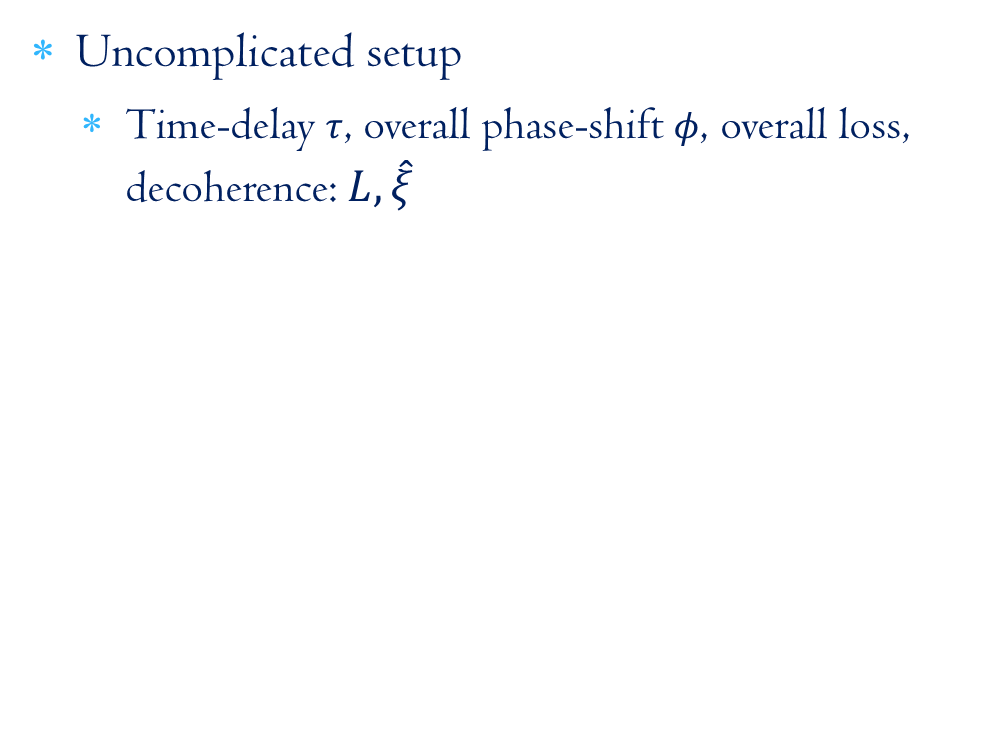 * Uncomplicated setup
* Time-delay τ, overall phase-shift ϕ, overall loss,
decoherence: L, ξ̂